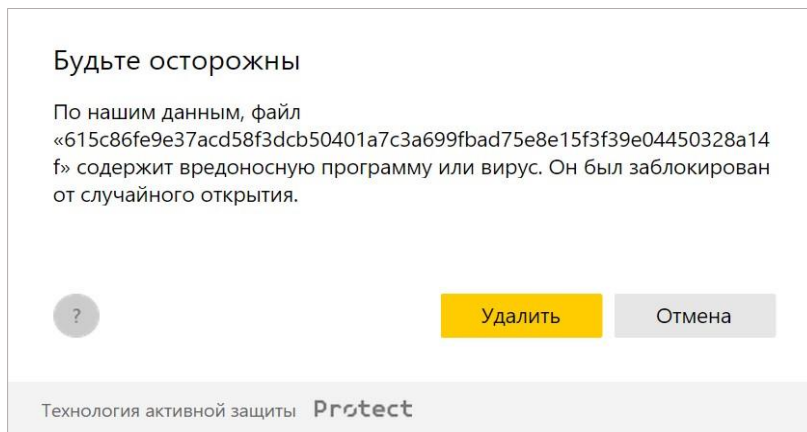 Будьте осторожны
По нашим данным, файл
«615c86fe9e37acd58f3dcb50401a7c3a699fbad75e8e15f3f39e04450328a14
f» содержит вредоносную программу или вирус. Он был заблокирован
от случайного открытия.
?
Удалить
Отмена
Технология активной защиты Protect